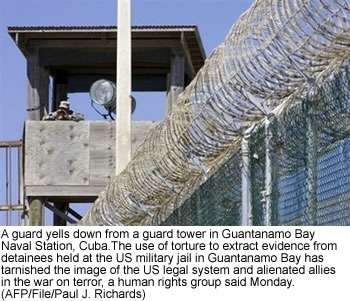 A guard yells down from a guard tower in Guantanamo Bay
Naval Station, Cuba.The use of torture to extract evidence from
detainees held at the US military jail in Guantanamo Bay has
tarnished the image of the US legal system and alienated allies
in the war on terror, a human rights group said Monday.
(AFP/File/Paul J. Richards)